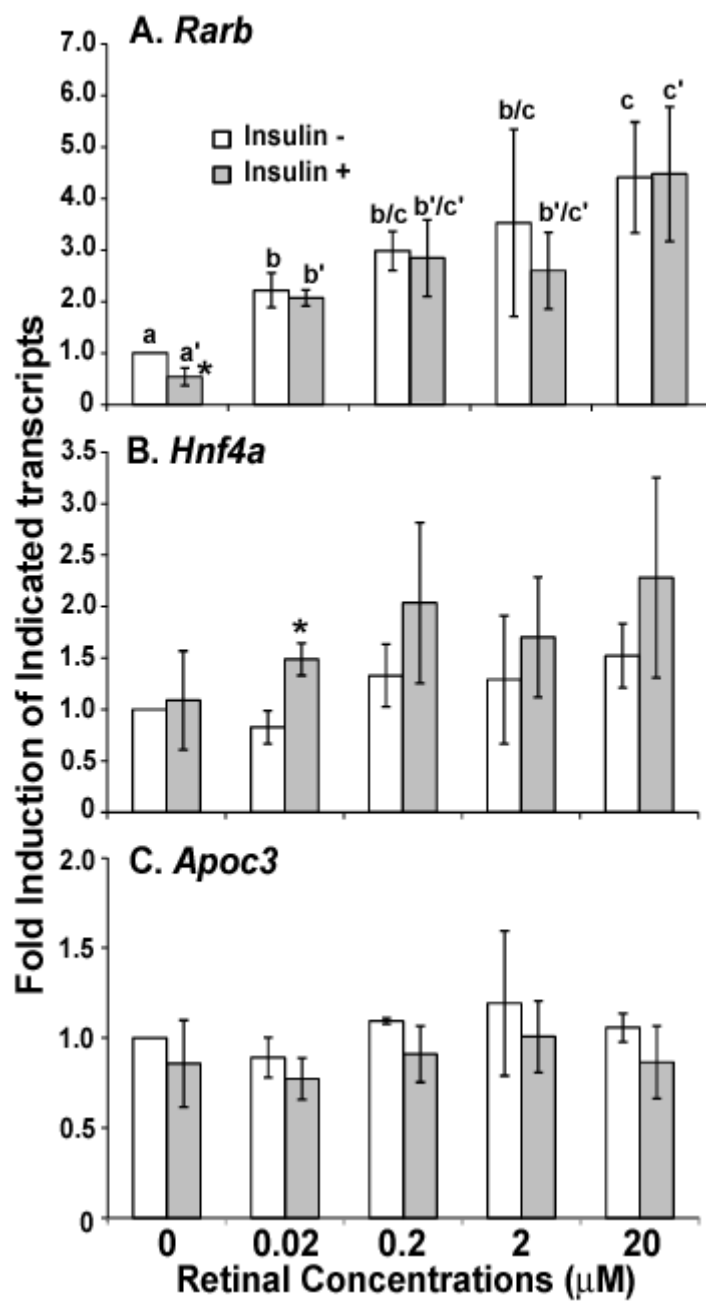 Fold Induction of Indicated transcripts
A. Rarb
7.0
6.0
5.0
4.0
3.0
2.0
1.0
0
Insulin -
Insulin +
a
a'
*
b
b'
b/c
b'/c'
b/c
b'/c'
c
c'
B. Hnf4a
3.5
3.0
2.5
2.0
1.5
1.0
0.5
0
*
C. Apoc3
2.0
1.5
1.0
0.5
0
0 0.02 0.2 2 20
Retinal Concentrations (μM)